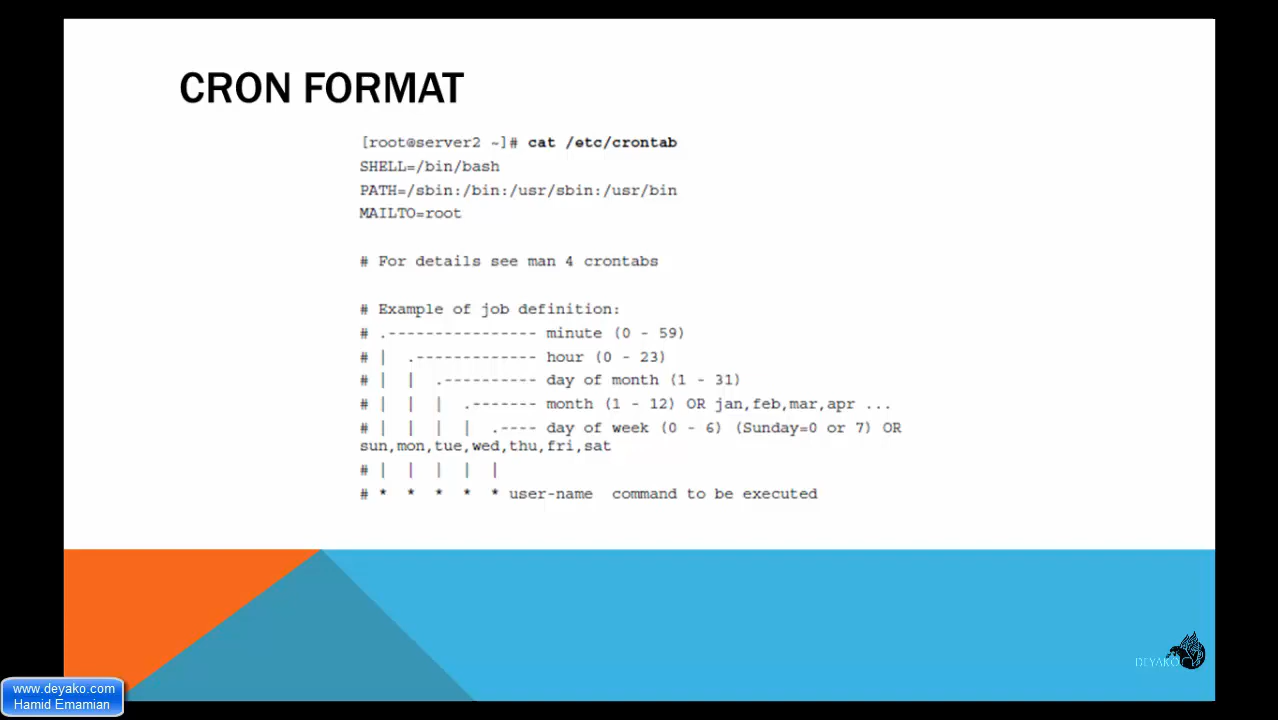 CRON FORMAT
[root@server2 ~]# cat /etc/crontab
SHELL=/bin/bash
PATH=/sbin:/bin:/usr/sbin:/usr/bin
MAILTO=root
# For details see man 4 crontabs
# Example of job definition:
# .---------------- minute (0 - 59)
# | .------------- hour (0 - 23)
# | | .---------- day of month (1 - 31)
# | | | .------- month (1 - 12) OR jan,feb,mar,apr ...
# | | | | .---- day of week (0 - 6) (Sunday=0 or 7) OR
sun,mon,tue,wed,thu,fri,sat
# | | | | |
# * * * * * user-name command to be executed
DEYAKO
www.deyako.com
Hamid Emamian